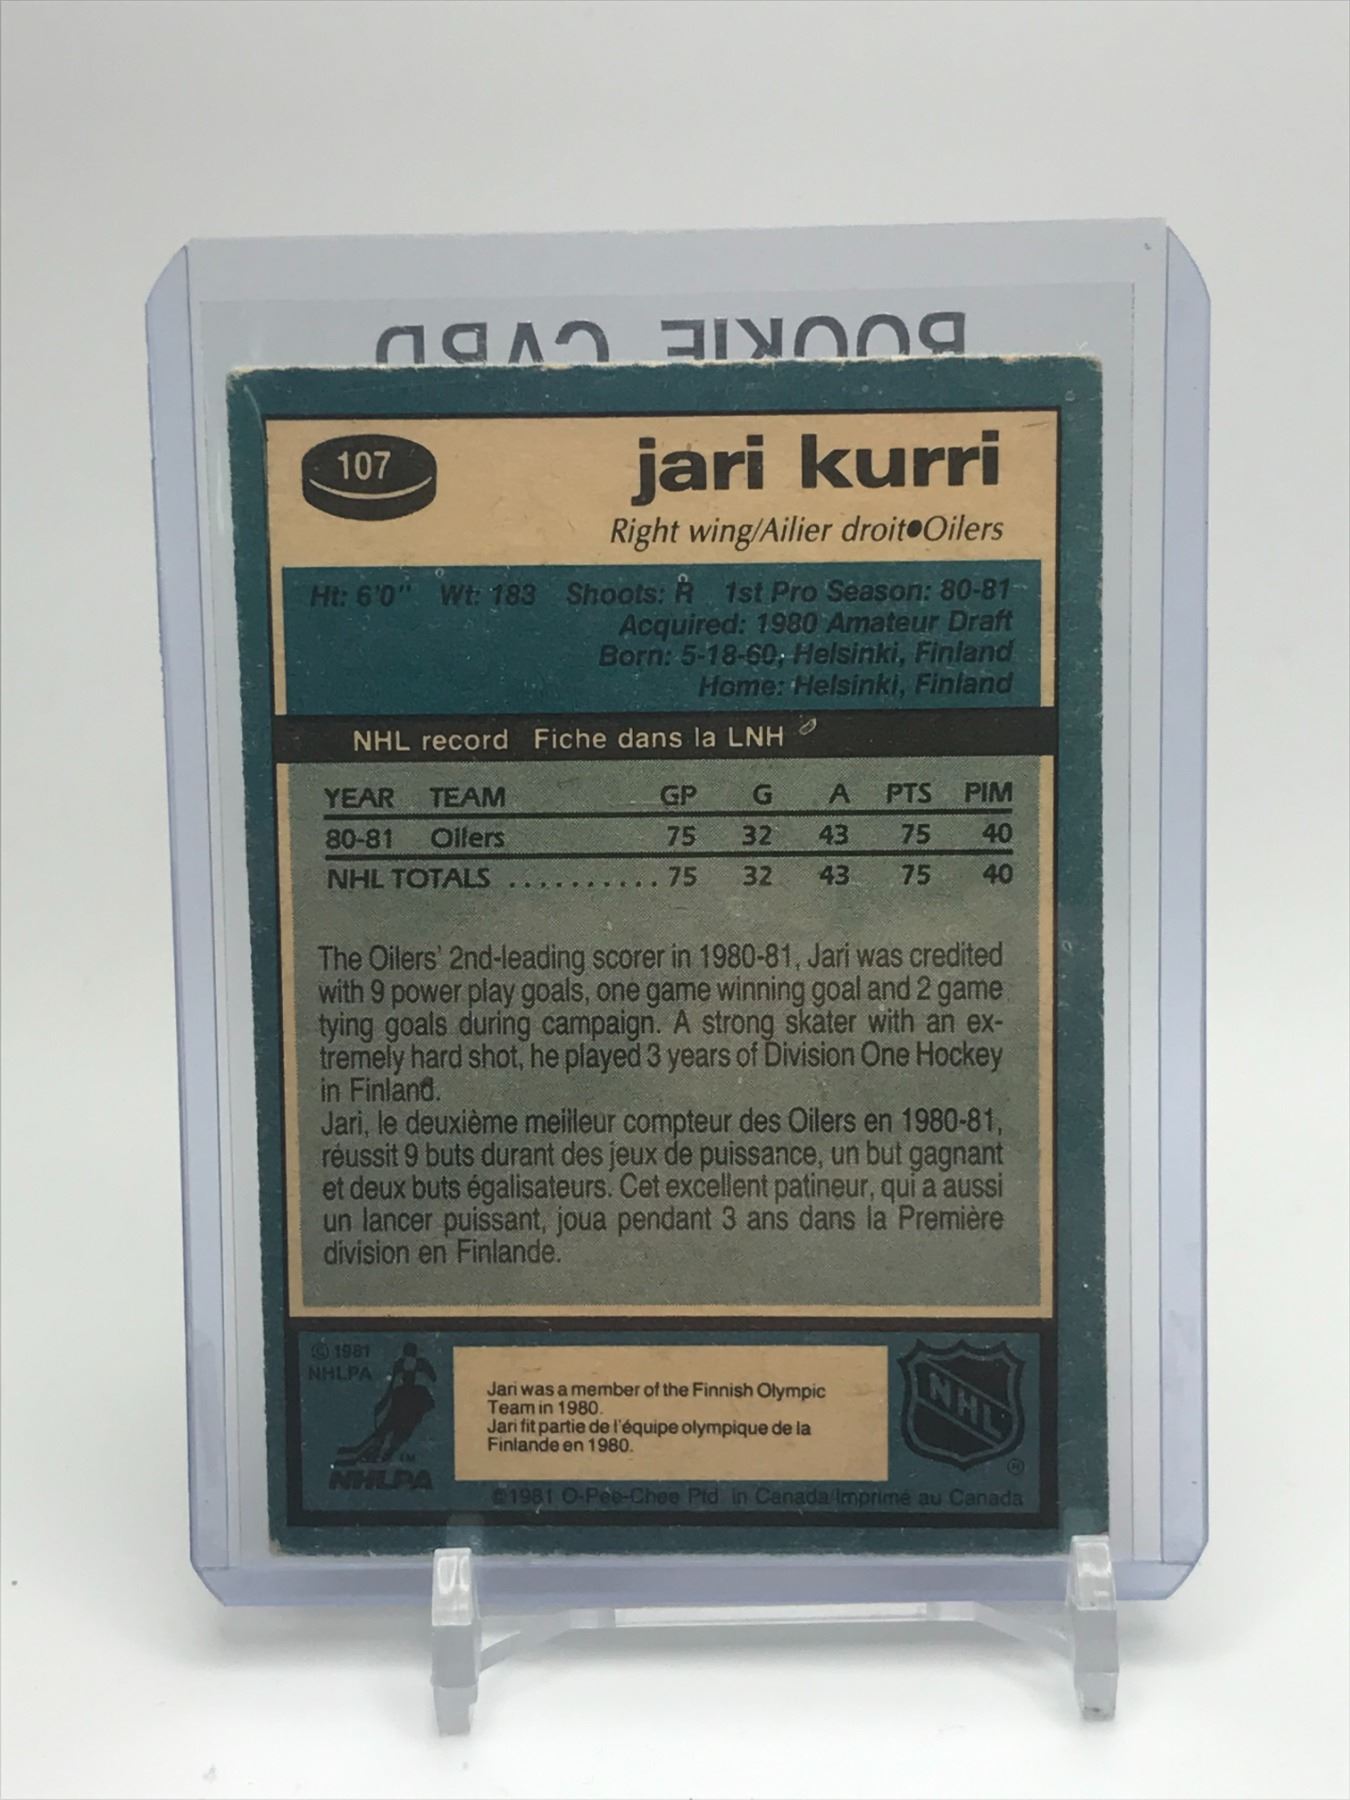 ROOKIE CARD
107
jari kurri
Right wing/Ailier droit•Oilers
Ht: 6'0" Wt: 183 Shoots: R 1st Pro Season: 80-81
Acquired: 1980 Amateur Draft
Born: 5-18-60, Helsinki, Finland
Home: Helsinki, Finland
NHL record Fiche dans la LNH
YEAR TEAM GP G A PTS PIM
80-81 Oilers 75 32 43 75 40
NHL TOTALS .......... 75 32 43 75 40
The Oilers' 2nd-leading scorer in 1980-81, Jari was credited
with 9 power play goals, one game winning goal and 2 game
tying goals during campaign. A strong skater with an ex-
tremely hard shot, he played 3 years of Division One Hockey
in Finland.
Jari, le deuxième meilleur compteur des Oilers en 1980-81,
réussit 9 buts durant des jeux de puissance, un but gagnant
et deux buts égalisateurs. Cet excellent patineur, qui a aussi
un lancer puissant, joua pendant 3 ans dans la Première
division en Finlande.
© 1981
NHLPA
TM
NHLPA
Jari was a member of the Finnish Olympic
Team in 1980.
Jari fit partie de l'équipe olympique de la
Finlande en 1980.
NHL
®
©1981 O-Pee-Chee Ptd. in Canada/Imprimé au Canada